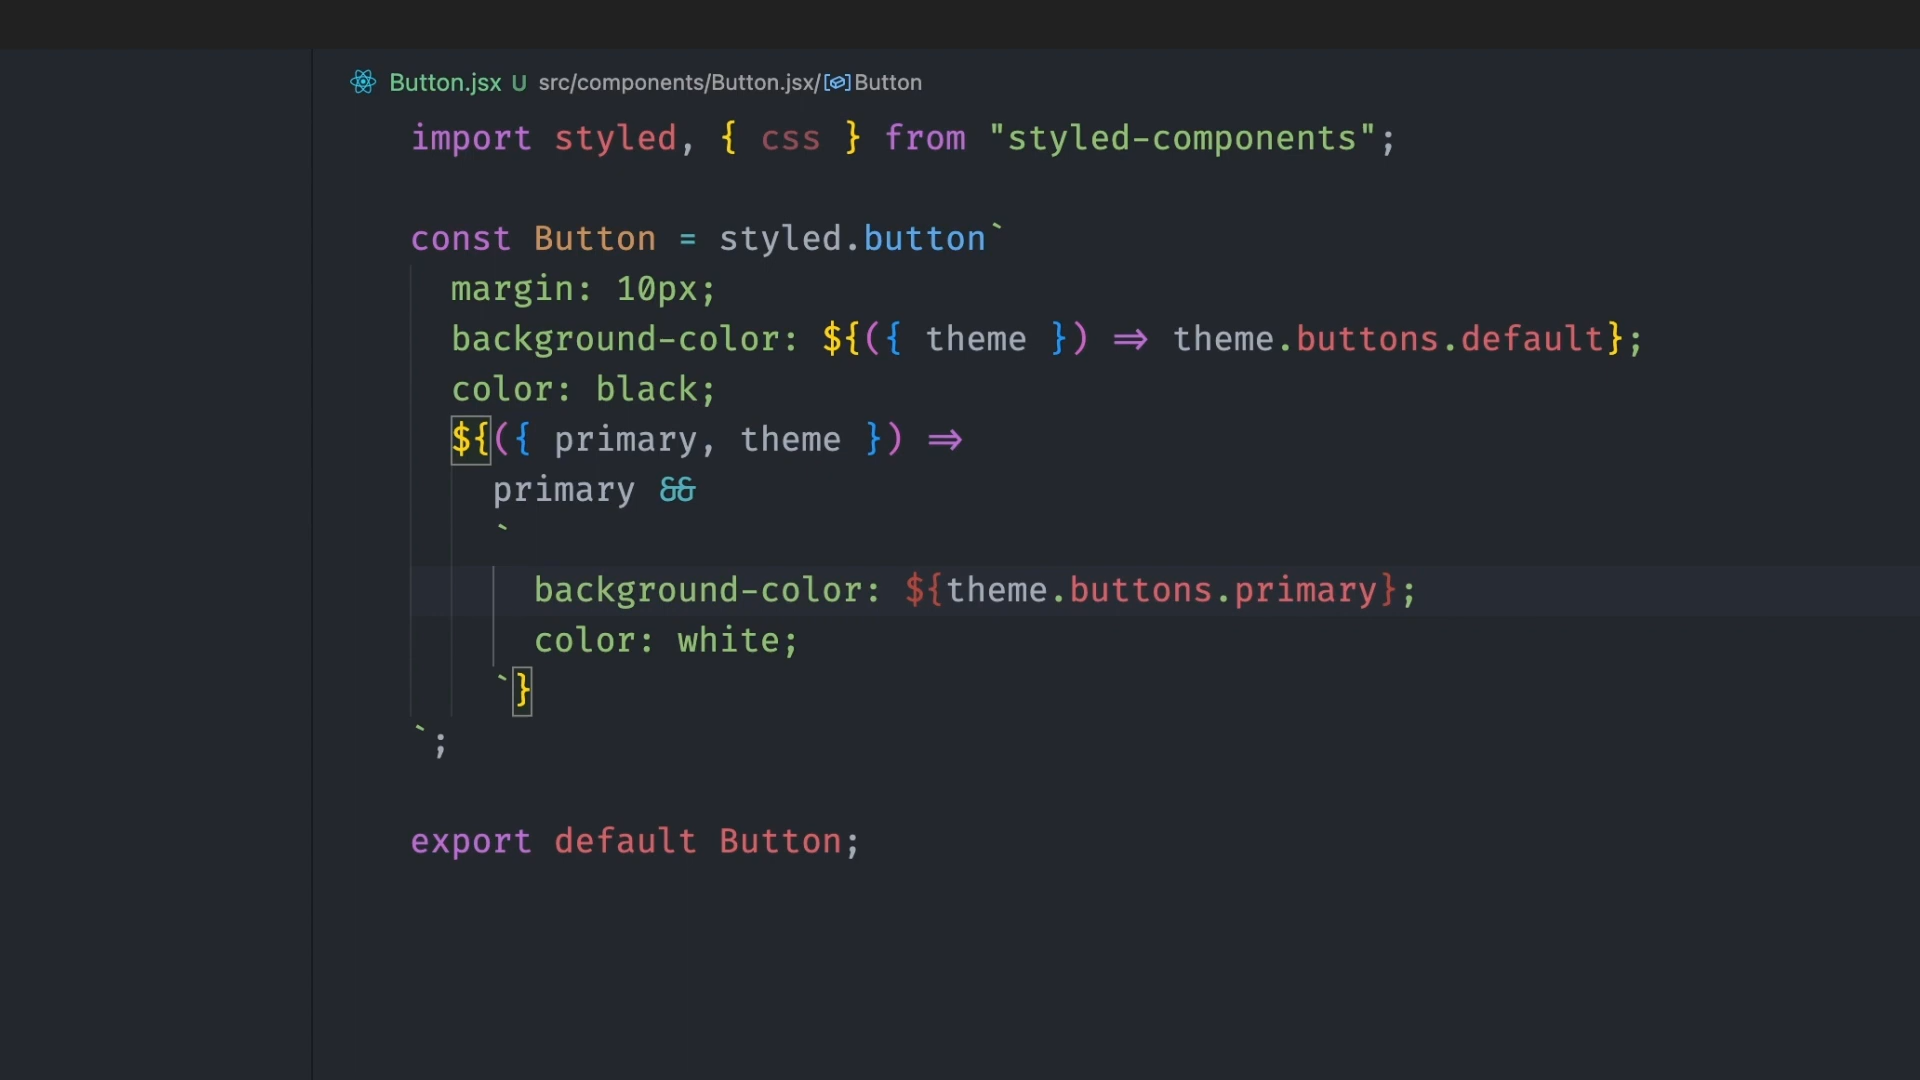 Button.jsx U src/components/Button.jsx/Button
import styled, { css } from "styled-components";
const Button = styled.button`
margin: 10px;
background-color: ${({ theme }) => theme.buttons.default};
color: black;
${({ primary, theme }) =>
primary &&
`
background-color: ${theme.buttons.primary};
color: white;
`}
`;
export default Button;